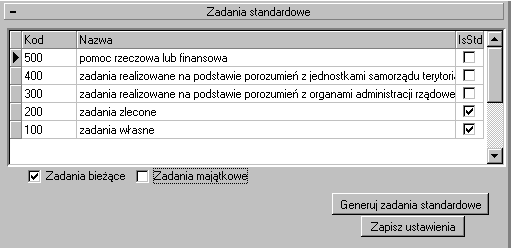 Zadania standardowe
Kod Nazwa IsStd
500 pomoc rzeczowa lub finansowa
400 zadania realizowane na podstawie porozumień z jednostkami samorządu terytori
300 zadania realizowane na podstawie porozumień z organami administracji rządowe
200 zadania zlecone
100 zadania własne
Zadania bieżące Zadania majątkowe
Generuj zadania standardowe
Zapisz ustawienia